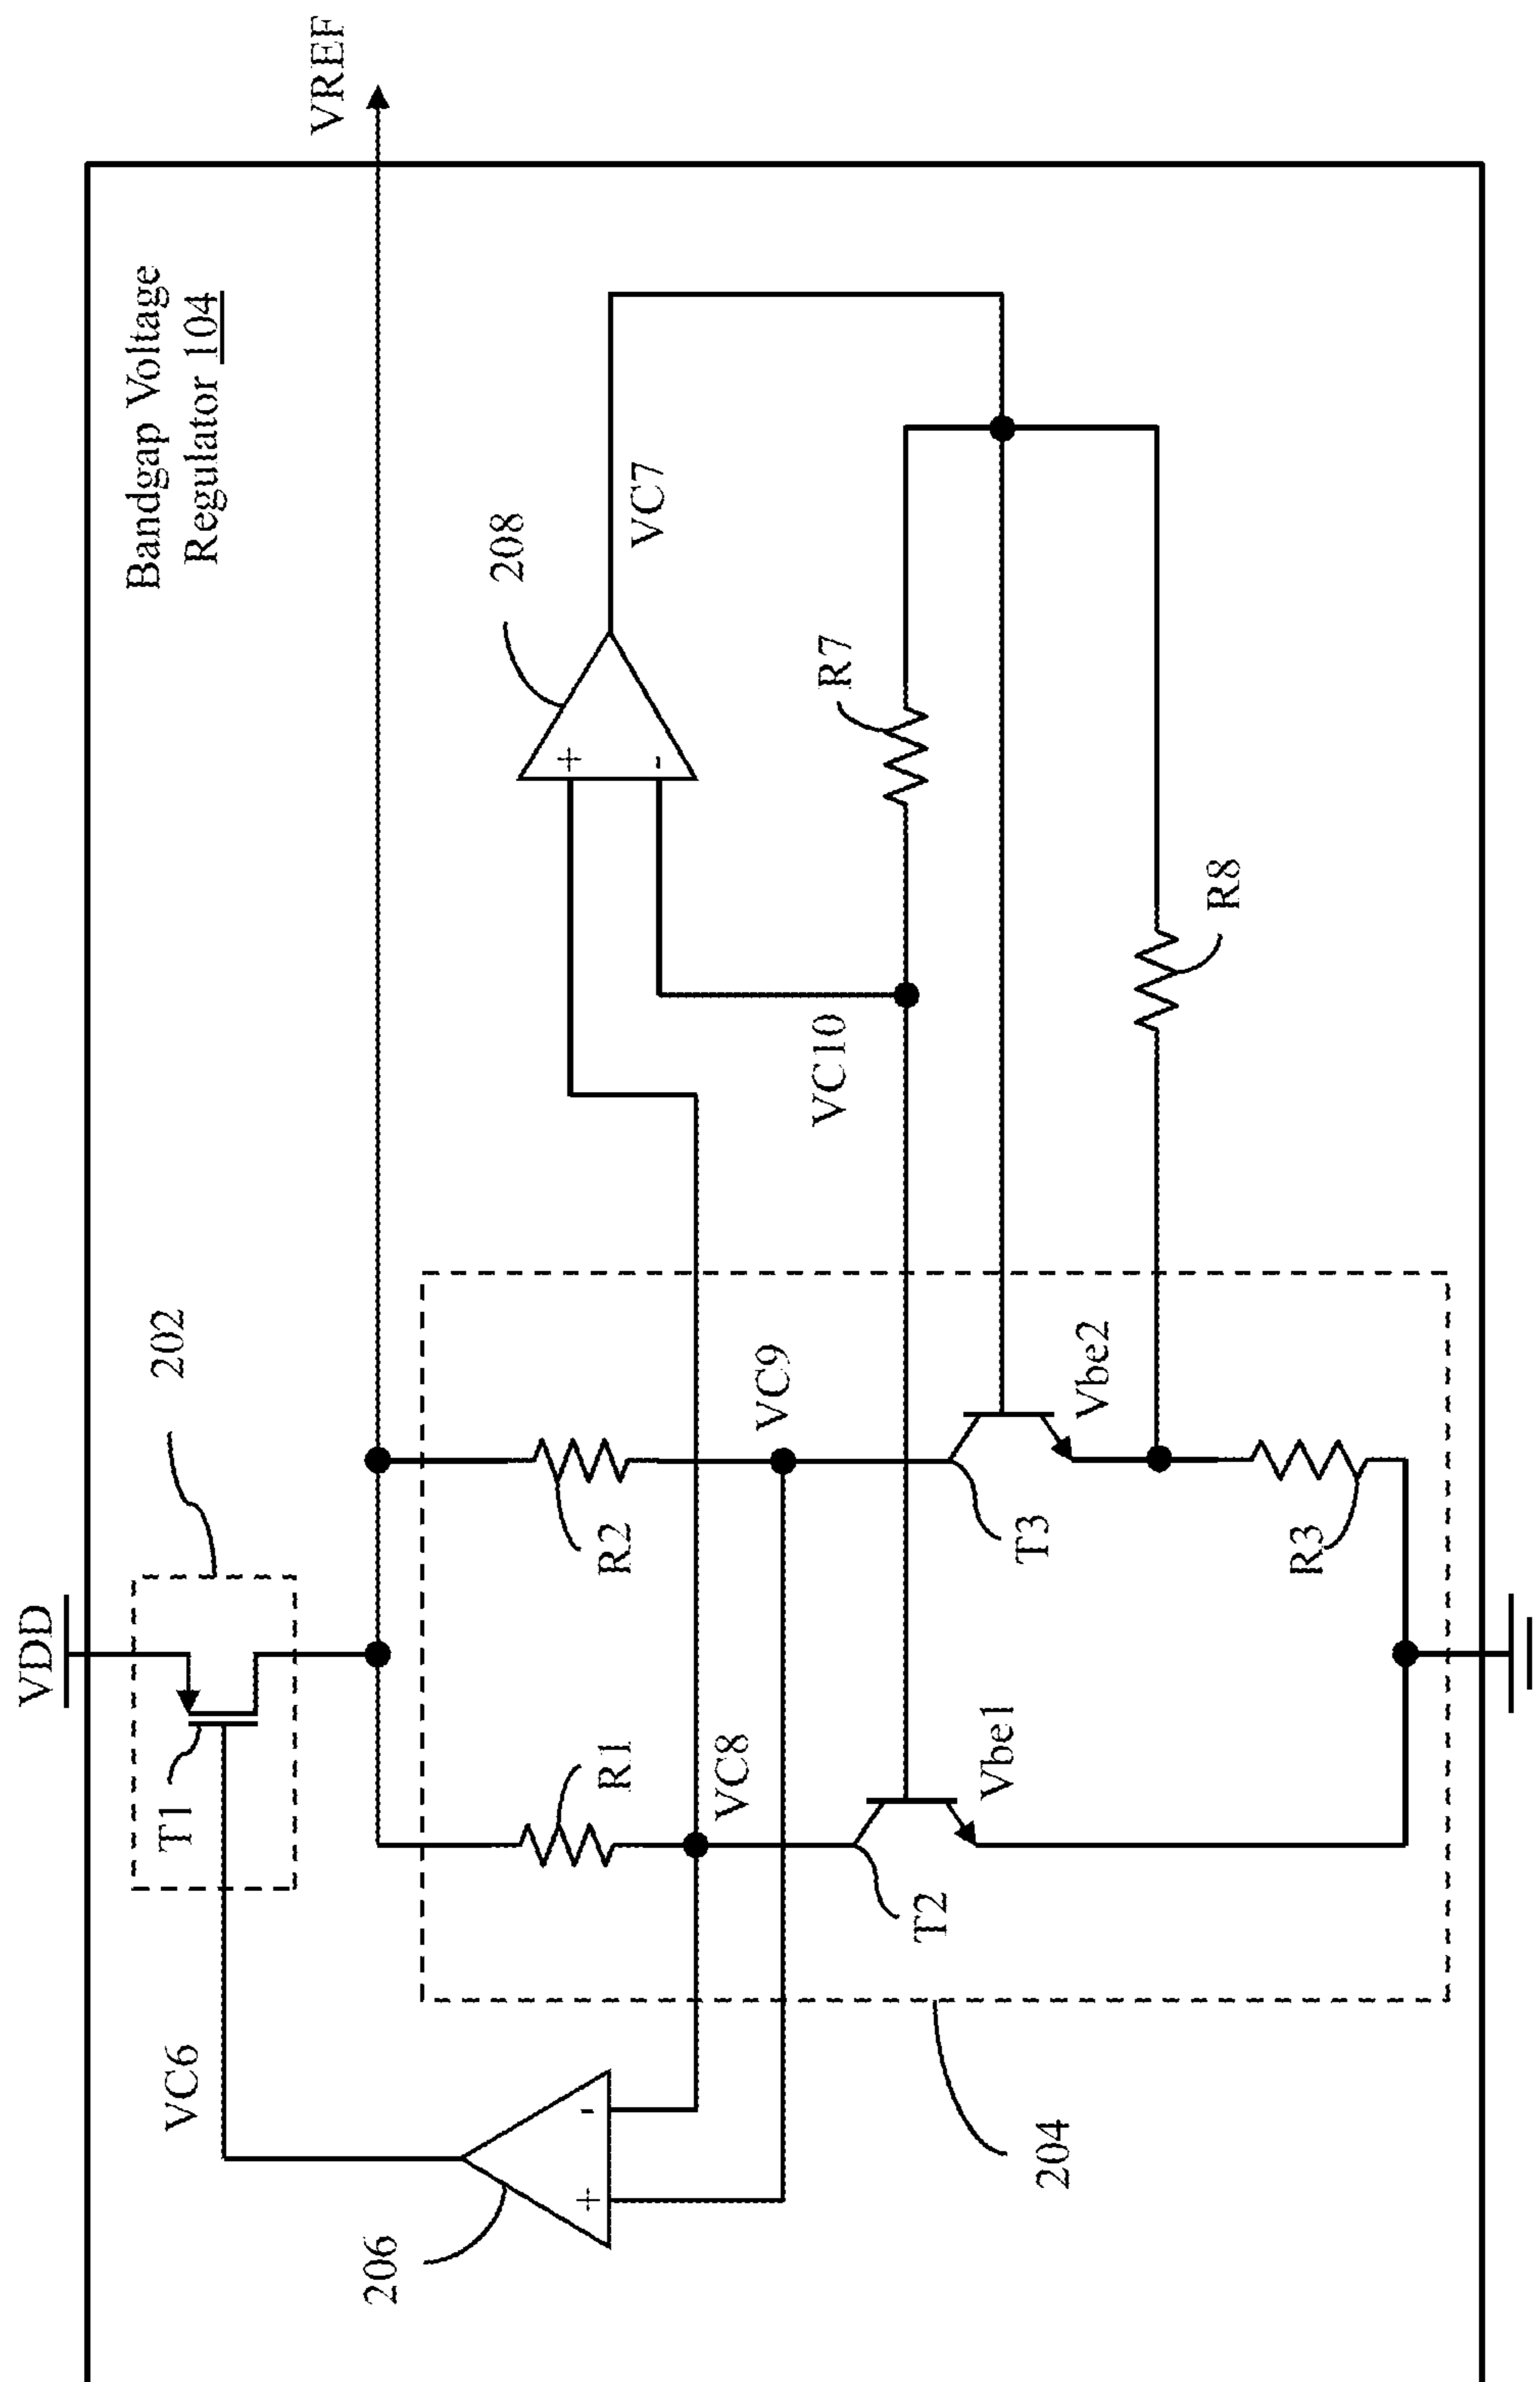 VDD
VREF
Bandgap Voltage
Regulator 104
202
T1
VC6
206
+
-
R1
R2
VC8
VC9
T2
T3
Vbe1
Vbe2
R3
204
208
+
-
VC7
VC10
R7
R8